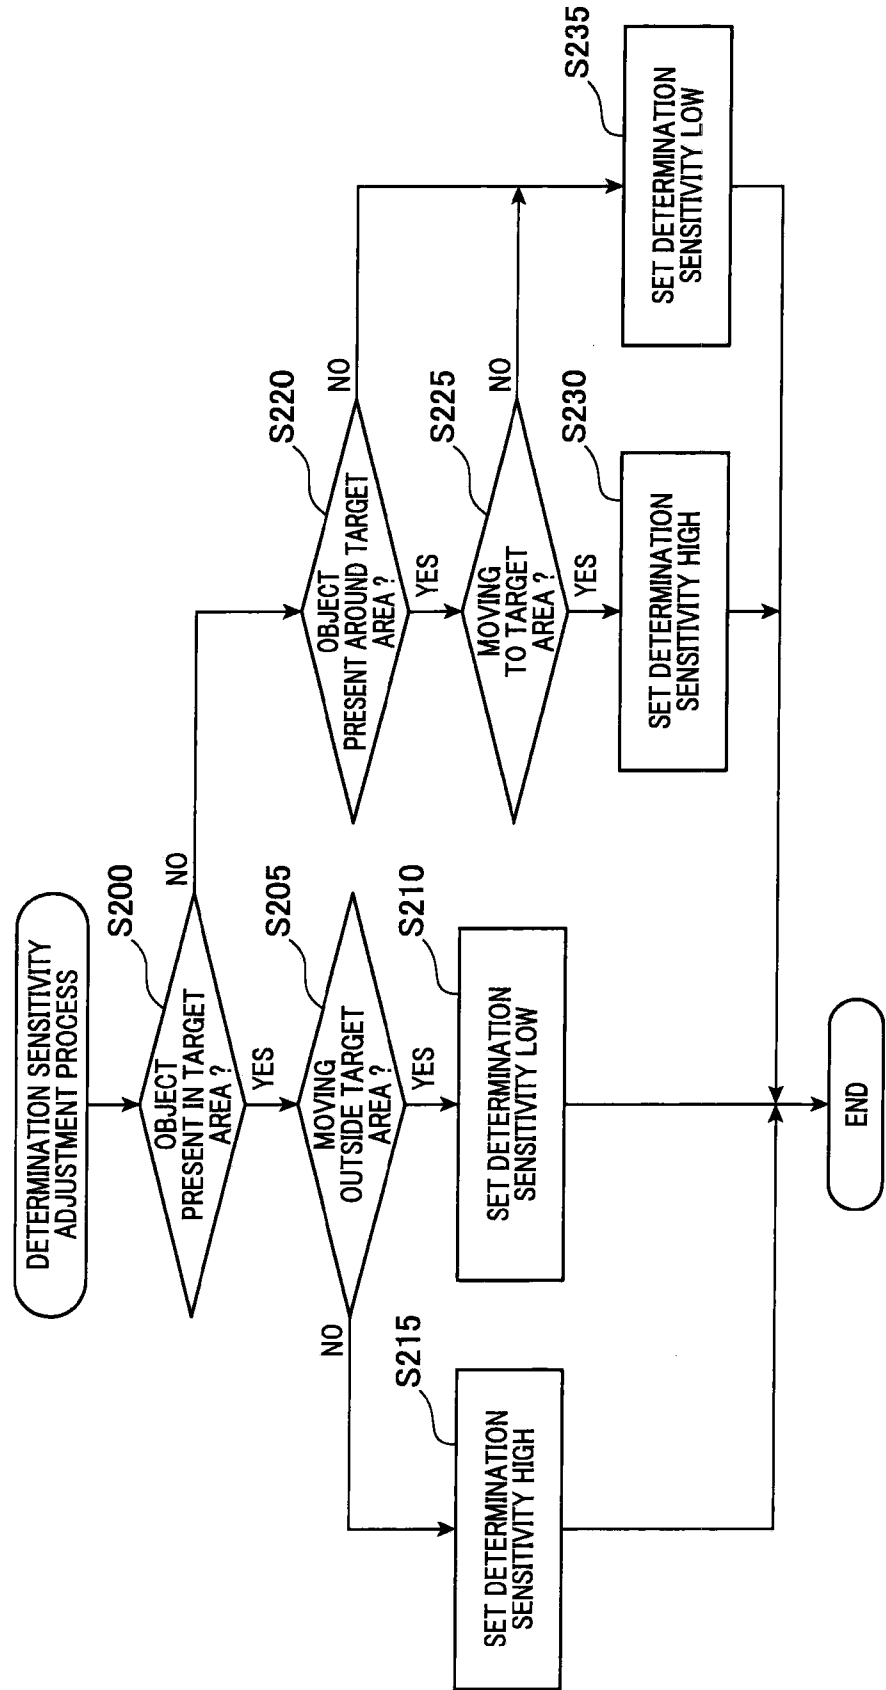 DETERMINATION SENSITIVITY
ADJUSTMENT PROCESS
S200
OBJECT
PRESENT IN TARGET
AREA ?
NO
YES
S205
MOVING
OUTSIDE TARGET
AREA ?
NO
YES
S210
SET DETERMINATION
SENSITIVITY LOW
S215
SET DETERMINATION
SENSITIVITY HIGH
S220
OBJECT
PRESENT AROUND TARGET
AREA ?
NO
YES
S225
MOVING
TO TARGET
AREA ?
NO
YES
S230
SET DETERMINATION
SENSITIVITY HIGH
S235
SET DETERMINATION
SENSITIVITY LOW
END